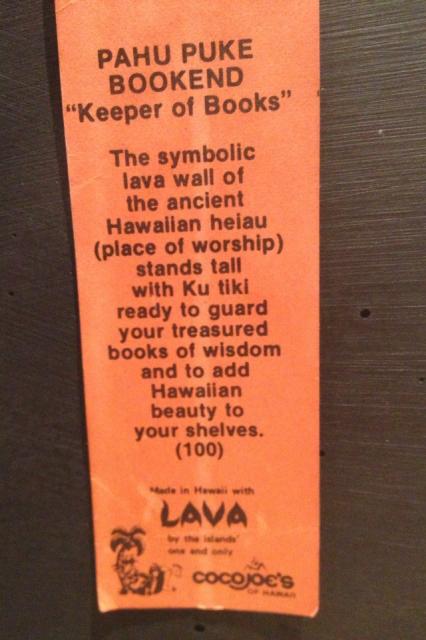 PAHU PUKE
BOOKEND
"Keeper of Books"
The symbolic
lava wall of
the ancient
Hawaiian heiau
(place of worship)
stands tall
with Ku tiki
ready to guard
your treasured
books of wisdom
and to add
Hawaiian
beauty to
your shelves.
(100)
Made in Hawaii with
LAVA
by the islands'
one and only
COCOJOE'S
OF HAWAII